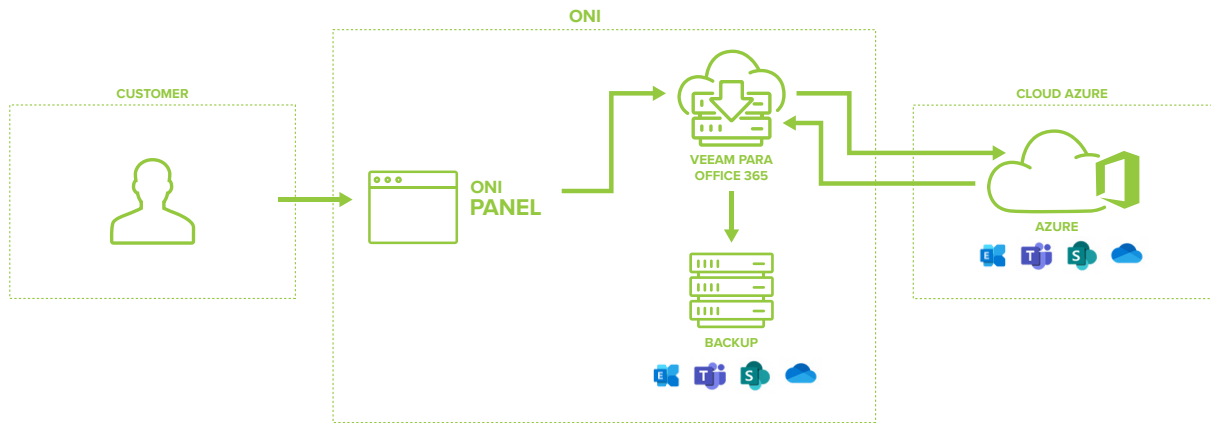 ONI
CUSTOMER
CLOUD AZURE
ONI
PANEL
VEEAM PARA
OFFICE 365
AZURE
E
T
S
BACKUP
E
T
S